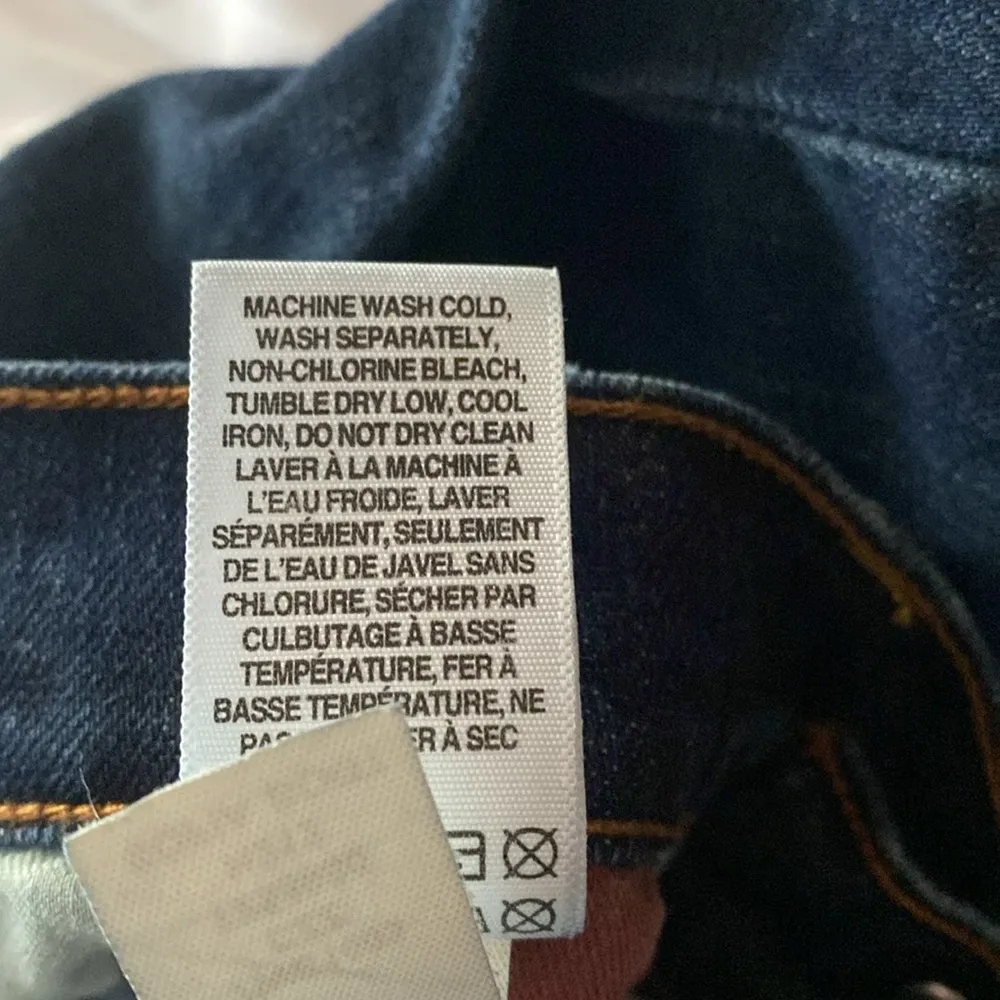 MACHINE WASH COLD,
WASH SEPARATELY,
NON-CHLORINE BLEACH,
TUMBLE DRY LOW, COOL
IRON, DO NOT DRY CLEAN
LAVER À LA MACHINE À
L'EAU FROIDE, LAVER
SÉPARÉMENT, SEULEMENT
DE L'EAU DE JAVEL SANS
CHLORURE, SÉCHER PAR
CULBUTAGE À BASSE
TEMPÉRATURE, FER À
BASSE TEMPÉRATURE, NE
À SEC